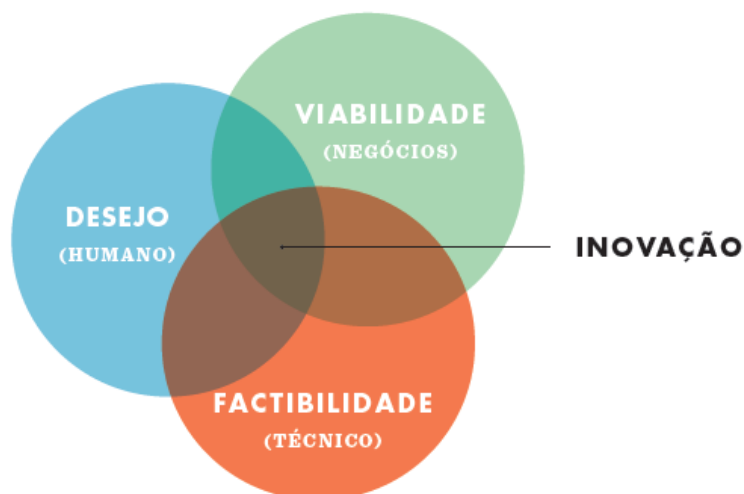 VIABILIDADE
(NEGÓCIOS)
DESEJO
(HUMANO)
INOVAÇÃO
FACTIBILIDADE
(TÉCNICO)